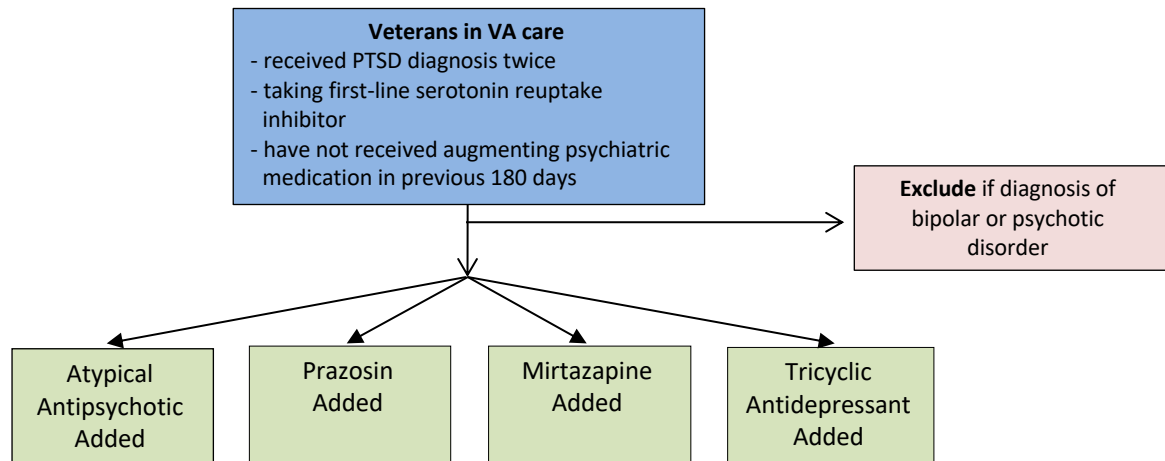 Veterans in VA care
- received PTSD diagnosis twice
- taking first-line serotonin reuptake
inhibitor
- have not received augmenting psychiatric
medication in previous 180 days
Exclude if diagnosis of
bipolar or psychotic
disorder
Atypical
Antipsychotic
Added
Prazosin
Added
Mirtazapine
Added
Tricyclic
Antidepressant
Added